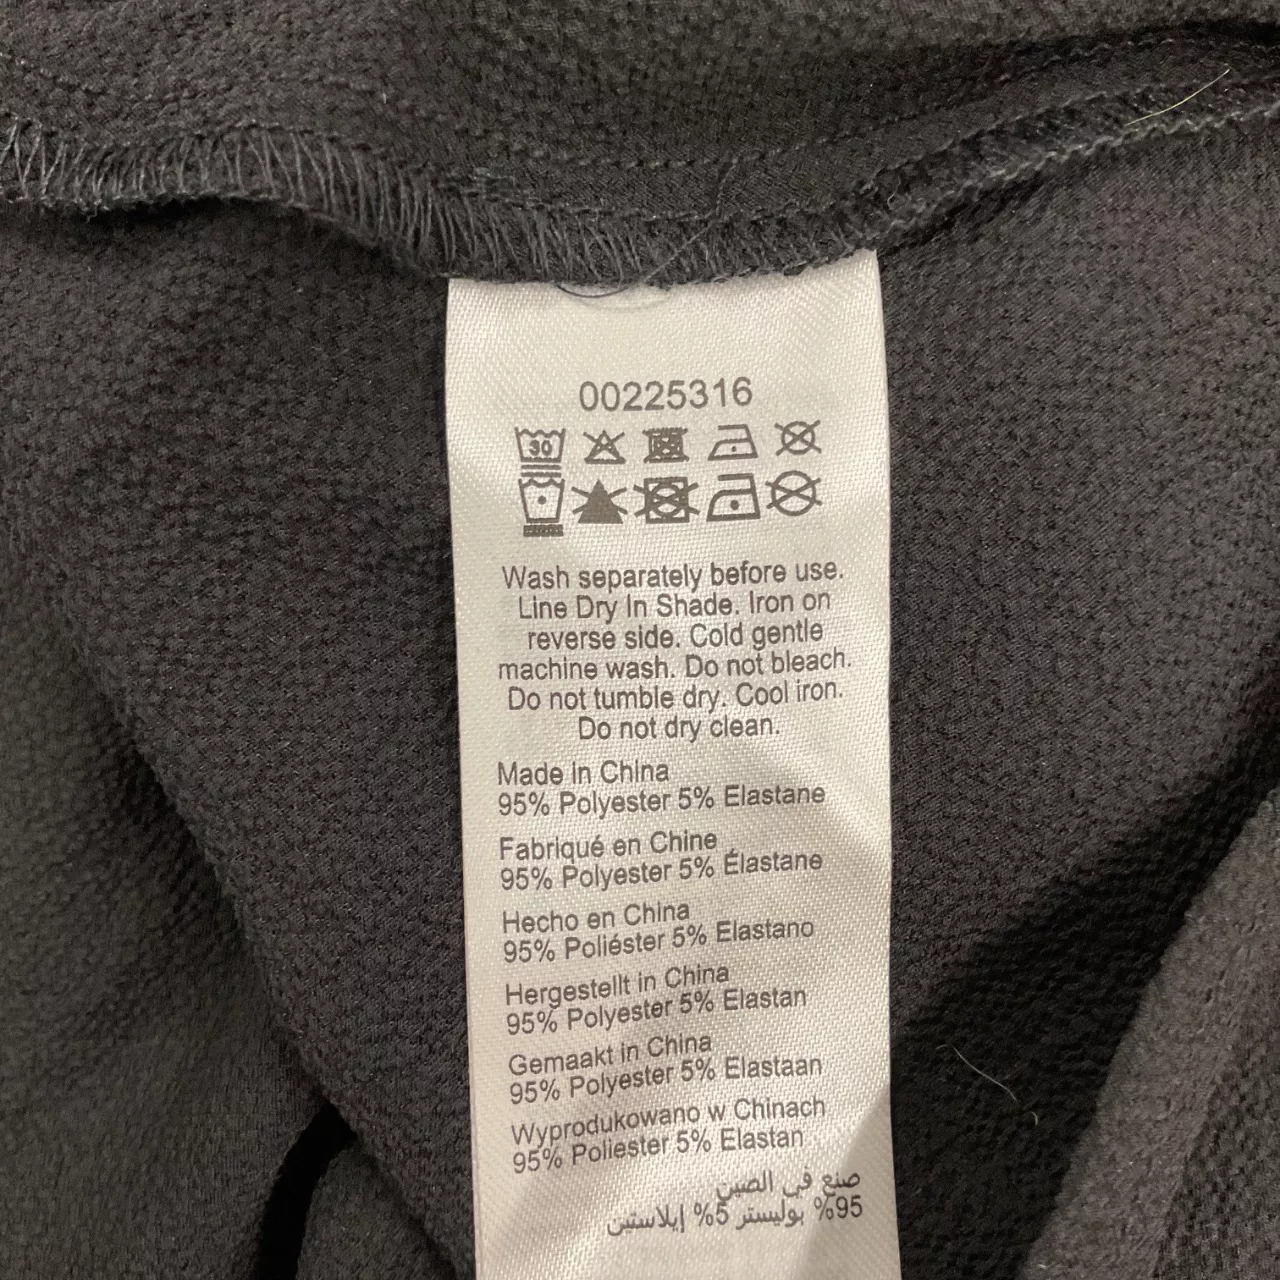 00225316
30
Wash separately before use.
Line Dry In Shade. Iron on
reverse side. Cold gentle
machine wash. Do not bleach.
Do not tumble dry. Cool iron.
Do not dry clean.
Made in China
95% Polyester 5% Elastane
Fabriqué en Chine
95% Polyester 5% Élastane
Hecho en China
95% Poliéster 5% Elastano
Hergestellt in China
95% Polyester 5% Elastan
Gemaakt in China
95% Polyester 5% Elastaan
Wyprodukowano w Chinach
95% Poliester 5% Elastan
صنع في الصين
95% بوليستر 5% إيلاستين